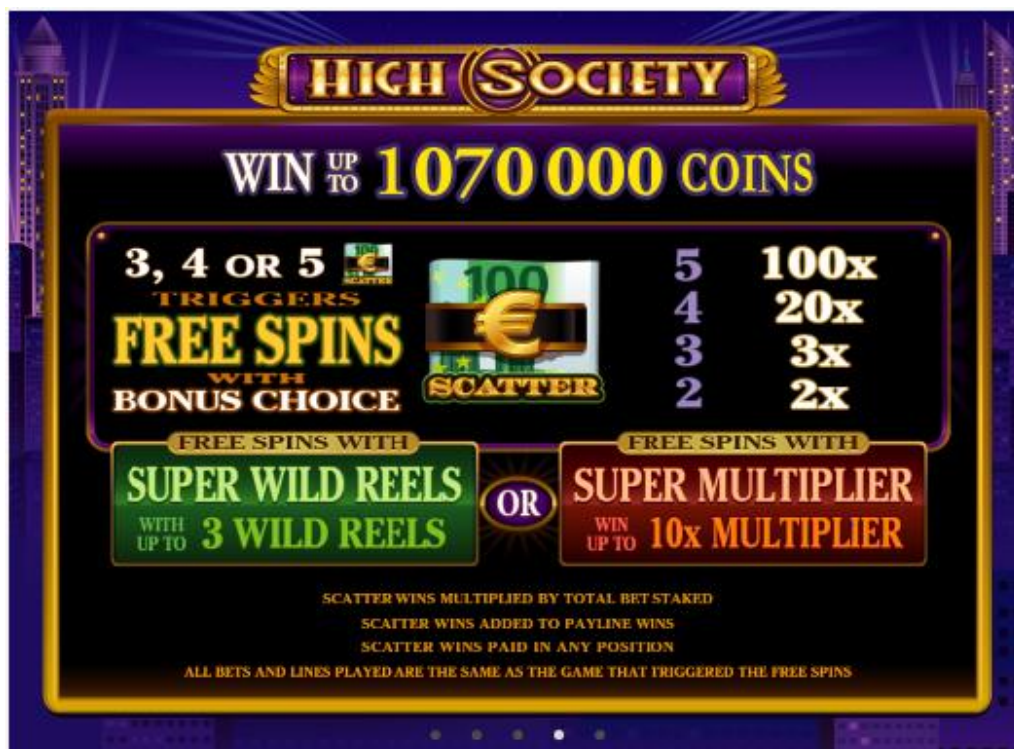 HIGH SOCIETY
WIN UP TO 1070 000 COINS
3, 4 OR 5 100 € SCATTER
TRIGGERS
FREE SPINS
WITH
BONUS CHOICE
100
€
SCATTER
5 100x
4 20x
3 3x
2 2x
FREE SPINS WITH
SUPER WILD REELS
WITH UP TO 3 WILD REELS
OR
FREE SPINS WITH
SUPER MULTIPLIER
WIN UP TO 10x MULTIPLIER
SCATTER WINS MULTIPLIED BY TOTAL BET STAKED
SCATTER WINS ADDED TO PAYLINE WINS
SCATTER WINS PAID IN ANY POSITION
ALL BETS AND LINES PLAYED ARE THE SAME AS THE GAME THAT TRIGGERED THE FREE SPINS